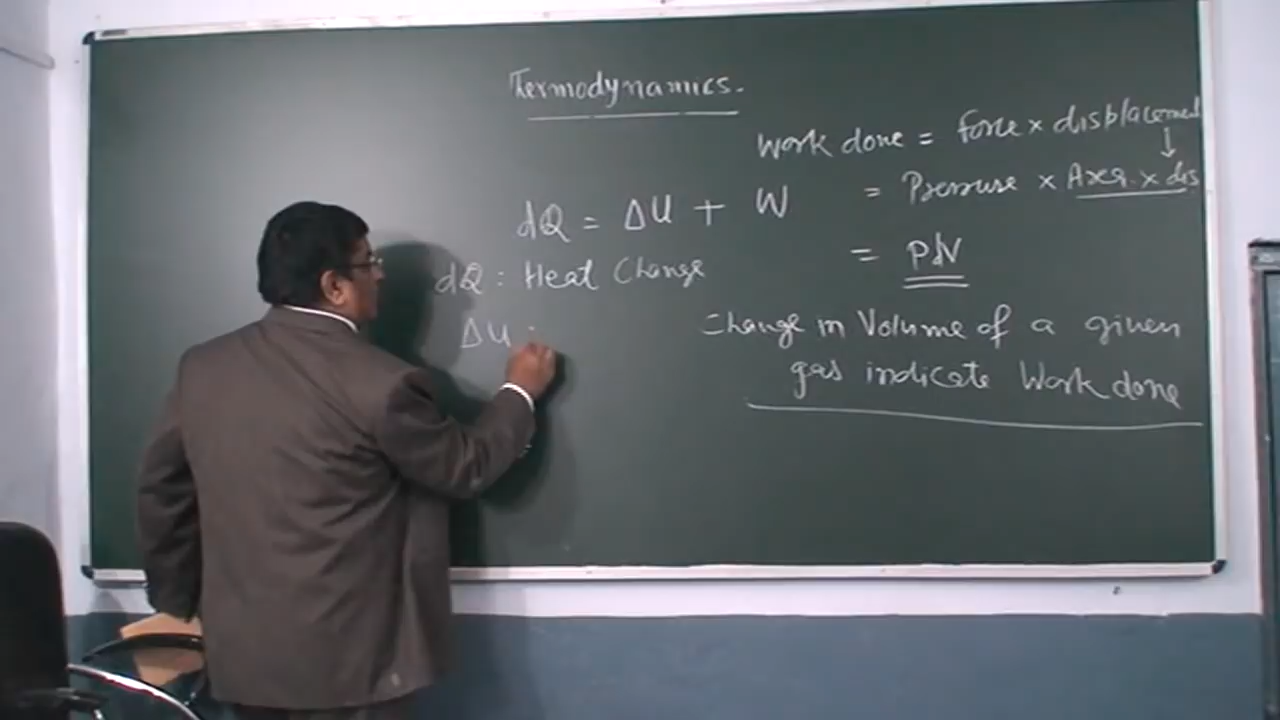 Termodynamics.
Work done = force × displacement
↓
= Pressure × Area × dis
dQ = ΔU + W
= PdV
dQ : Heat Change
ΔU :
Change in Volume of a given
gas indicate Work done